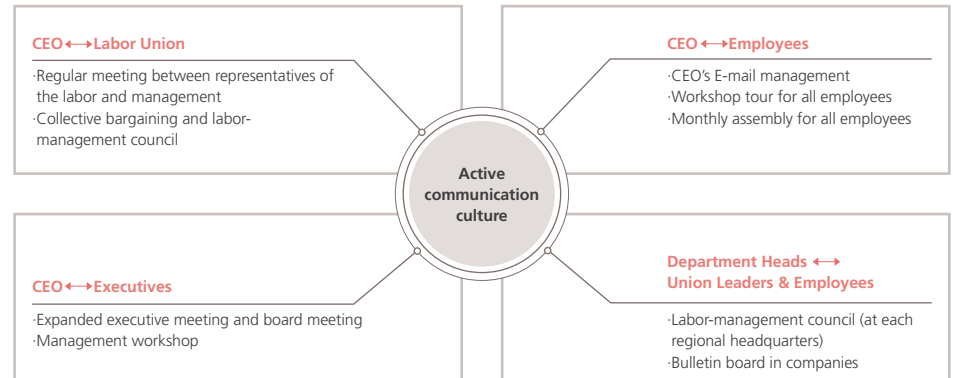 CEO↔Labor Union
·Regular meeting between representatives of
the labor and management
·Collective bargaining and labor-
management council
CEO↔Employees
·CEO's E-mail management
·Workshop tour for all employees
·Monthly assembly for all employees
Active
communication
culture
CEO↔Executives
·Expanded executive meeting and board meeting
·Management workshop
Department Heads ↔
Union Leaders & Employees
·Labor-management council (at each
regional headquarters)
·Bulletin board in companies